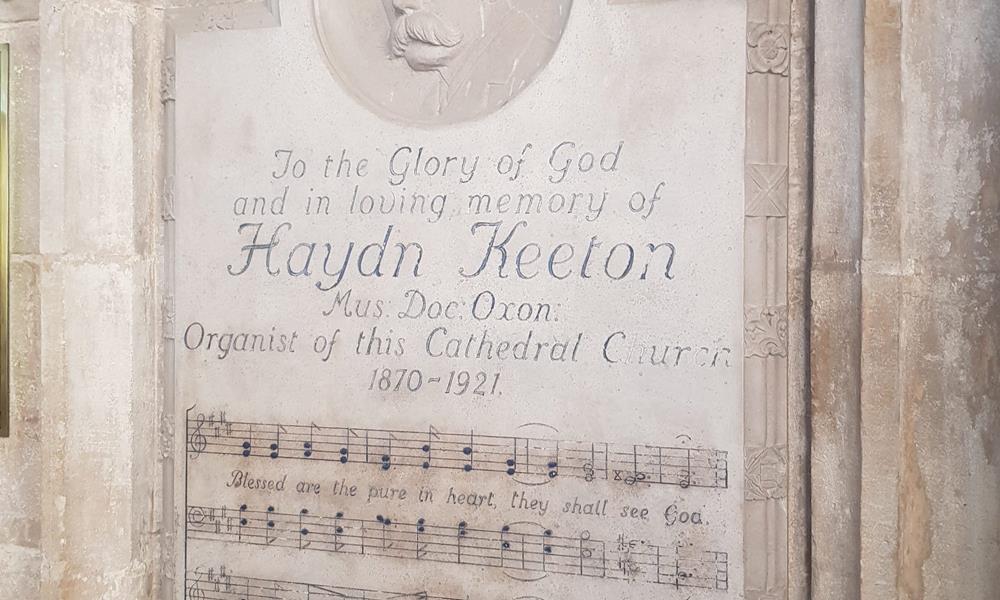 To the Glory of God
and in loving memory of
Haydn Keeton
Mus: Doc: Oxon:
Organist of this Cathedral Church
1870-1921.
Blessed are the pure in heart, they shall see God.